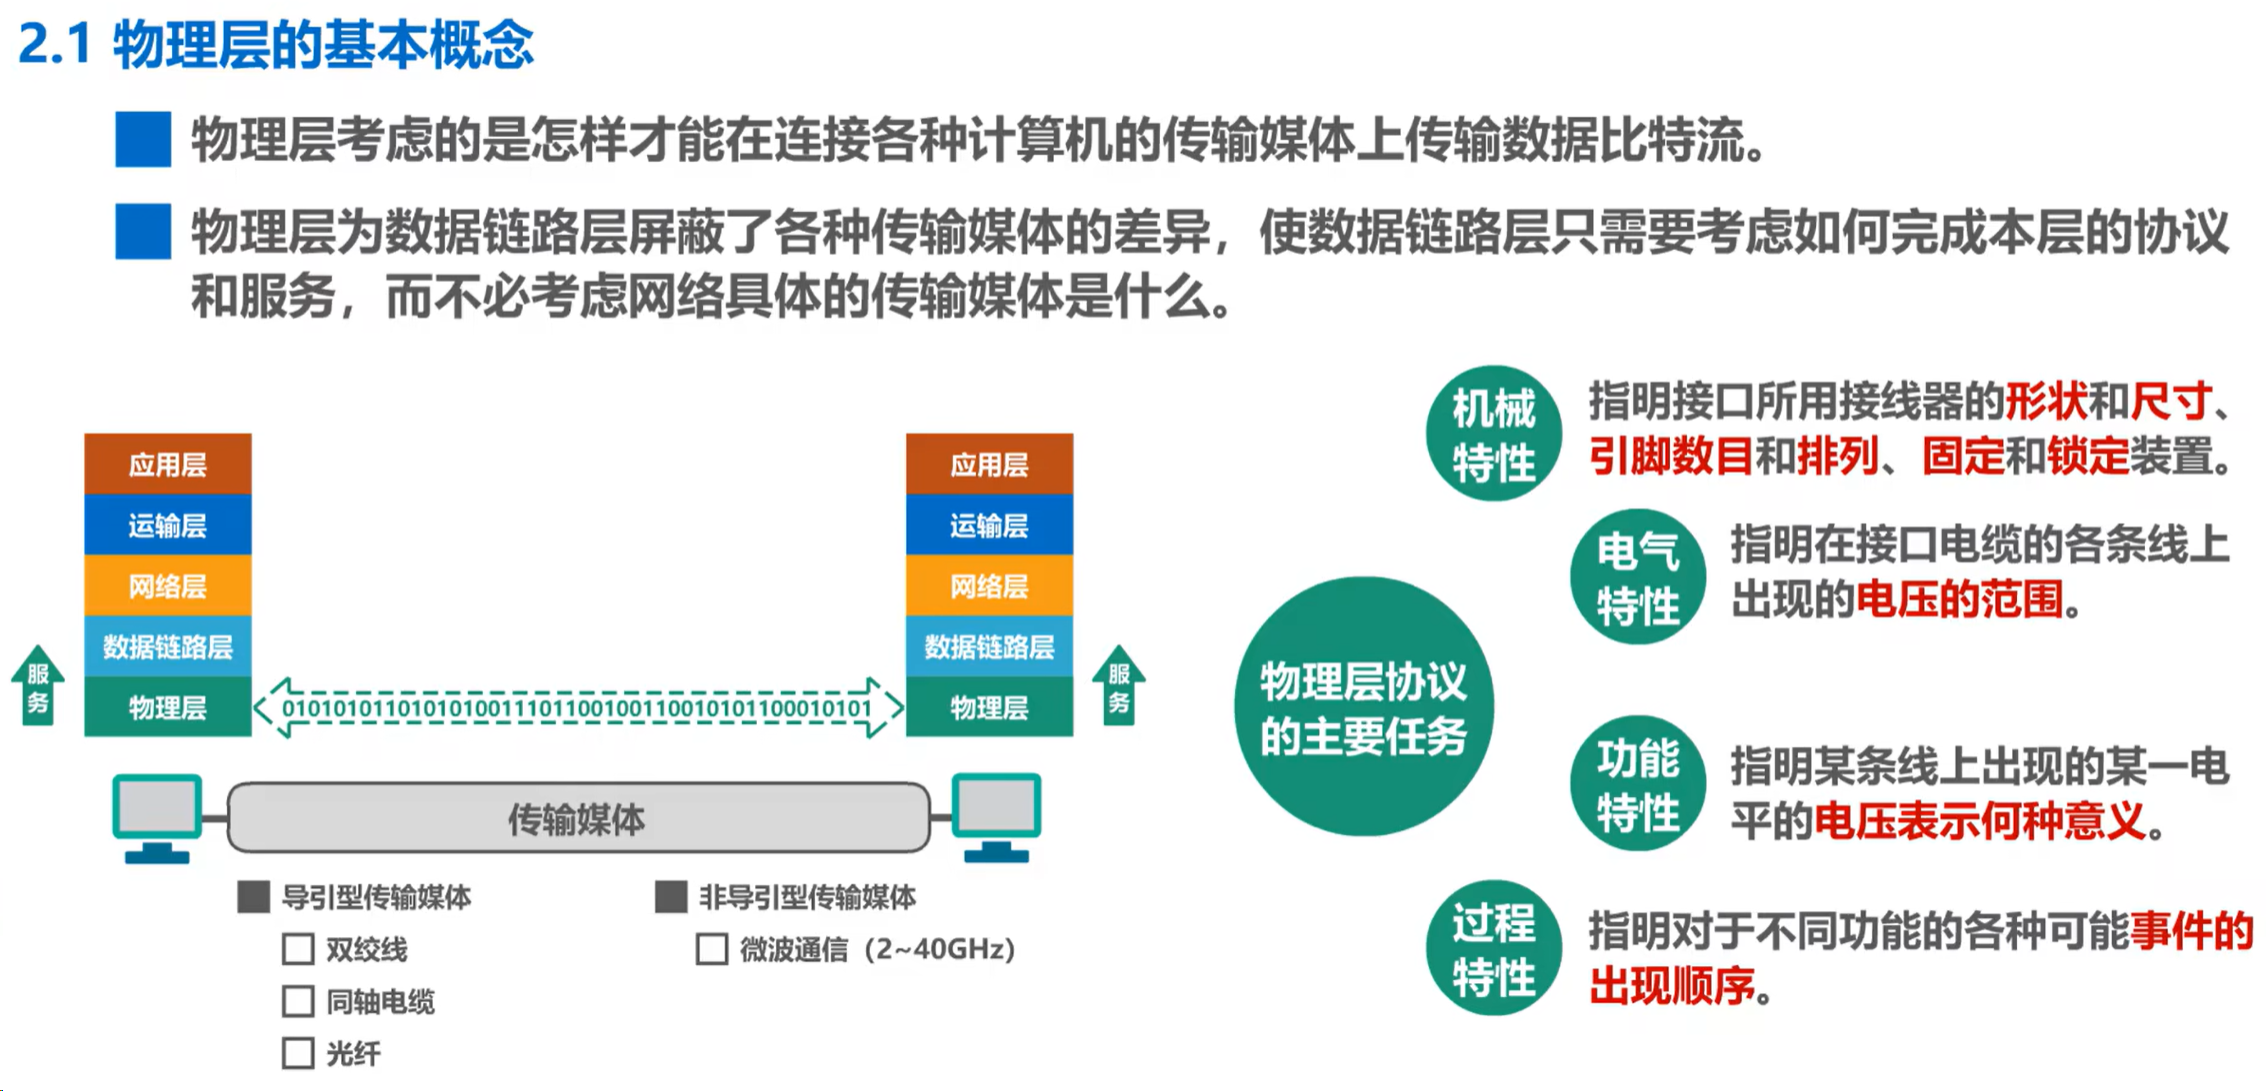 2.1 物理层的基本概念
物理层考虑的是怎样才能在连接各种计算机的传输媒体上传输数据比特流。
物理层为数据链路层屏蔽了各种传输媒体的差异，使数据链路层只需要考虑如何完成本层的协议
和服务，而不必考虑网络具体的传输媒体是什么。
应用层
运输层
网络层
数据链路层
物理层
服务
010101011010101001110110010011001010110001010​1
应用层
运输层
网络层
数据链路层
物理层
服务
传输媒体
导引型传输媒体
双绞线
同轴电缆
光纤
非导引型传输媒体
微波通信（2~40GHz）
物理层协议
的主要任务
机械
特性
指明接口所用接线器的形状和尺寸、
引脚数目和排列、固定和锁定装置。
电气
特性
指明在接口电缆的各条线上
出现的电压的范围。
功能
特性
指明某条线上出现的某一电
平的电压表示何种意义。
过程
特性
指明对于不同功能的各种可能事件的
出现顺序。